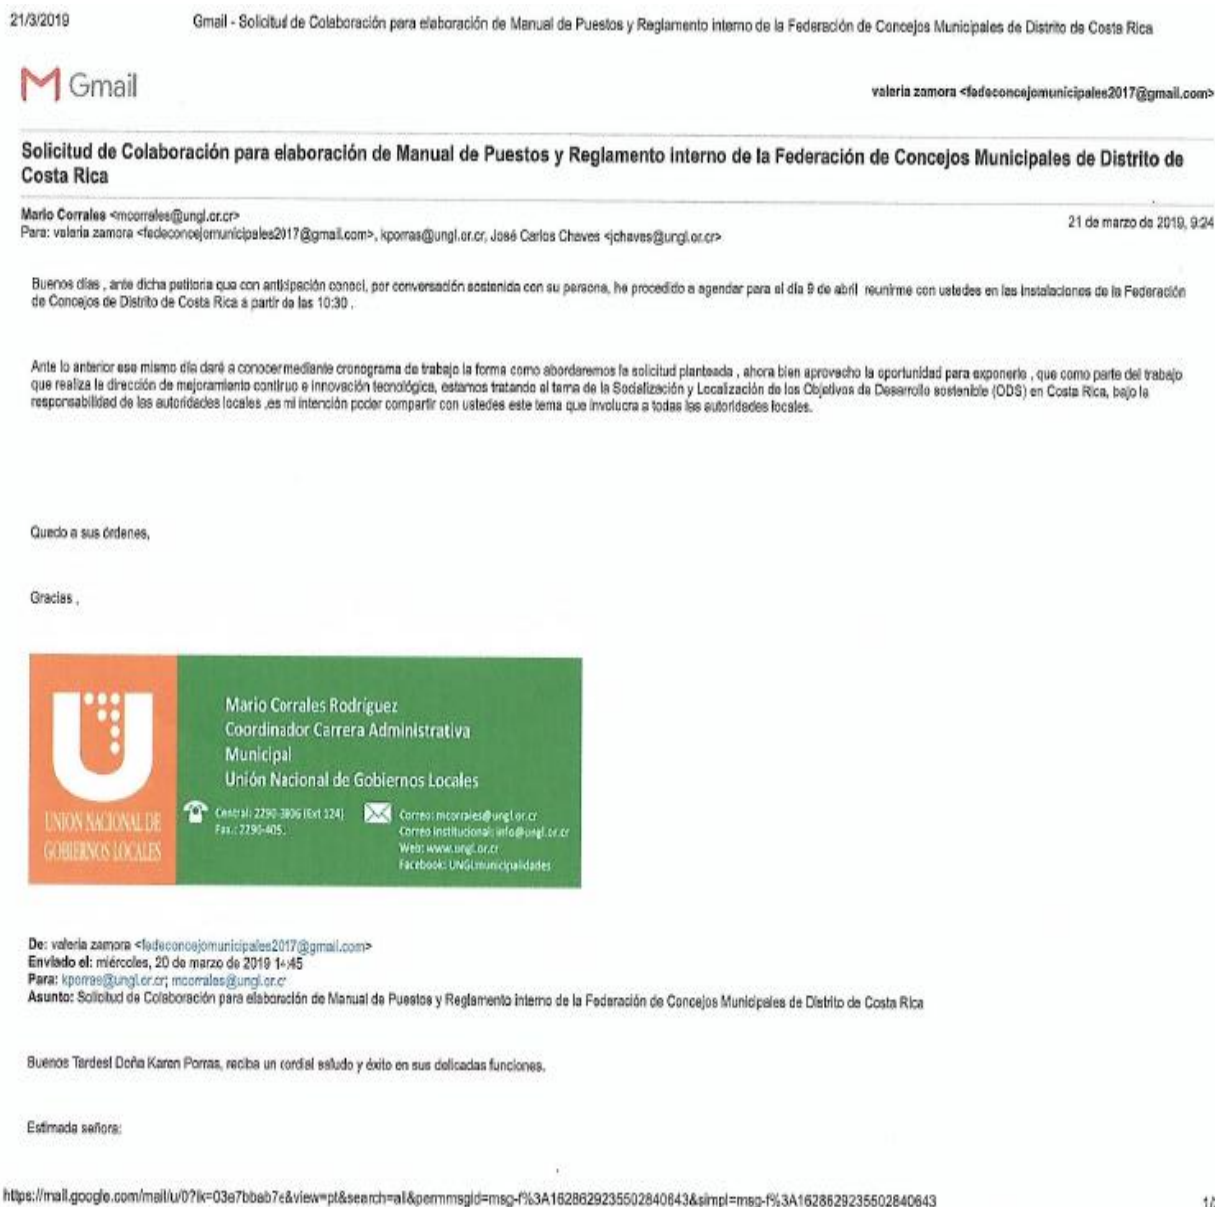 21/3/2019
Gmail - Solicitud de Colaboración para elaboración de Manual de Puestos y Reglamento interno de la Federación de Concejos Municipales de Distrito de Costa Rica
Gmail
valeria zamora <fedeconcejomunicipales2017@gmail.com>
Solicitud de Colaboración para elaboración de Manual de Puestos y Reglamento interno de la Federación de Concejos Municipales de Distrito de
Costa Rica
Mario Corrales <mcorrales@ungl.or.cr>
21 de marzo de 2019, 9:24
Para: valeria zamora <fedeconcejomunicipales2017@gmail.com>, kporras@ungl.or.cr, José Carlos Chaves <jchaves@ungl.or.cr>
Buenos días , ante dicha petitoria que con anticipación conocí, por conversación sostenida con su persona, he procedido a agendar para el día 9 de abril reunirme con ustedes en las Instalaciones de la Federación
de Concejos de Distrito de Costa Rica a partir de las 10:30 .
Ante lo anterior ese mismo día daré a conocer mediante cronograma de trabajo la forma como abordaremos la solicitud planteada , ahora bien aprovecho la oportunidad para exponerle , que como parte del trabajo
que realiza la dirección de mejoramiento continuo e innovación tecnológica, estamos tratando el tema de la Socialización y Localización de los Objetivos de Desarrollo sostenible (ODS) en Costa Rica, bajo la
responsabilidad de las autoridades locales ,es mi intención poder compartir con ustedes este tema que involucra a todas las autoridades locales.
Quedo a sus órdenes,
Gracias ,
Mario Corrales Rodríguez
Coordinador Carrera Administrativa
Municipal
Unión Nacional de Gobiernos Locales
UNION NACIONAL DE
GOBIERNOS LOCALES
Central: 2290-3806 (Ext 124)
Fax.: 2290-405.
Correo: mcorrales@ungl.or.cr
Correo Institucional: info@ungl.or.cr
Web: www.ungl.or.cr
Facebook: UNGLmunicipalidades
De: valeria zamora <fedeconcejomunicipales2017@gmail.com>
Enviado el: miércoles, 20 de marzo de 2019 14:45
Para: kporras@ungl.or.cr; mcorrales@ungl.or.cr
Asunto: Solicitud de Colaboración para elaboración de Manual de Puestos y Reglamento interno de la Federación de Concejos Municipales de Distrito de Costa Rica
Buenos Tardes! Doña Karen Porras, reciba un cordial saludo y éxito en sus delicadas funciones.
Estimada señora:
https://mail.google.com/mail/u/0?ik=03e7bbab7e&view=pt&search=all&permmsgid=msg-f%3A1628629235502840643&simpl=msg-f%3A1628629235502840643